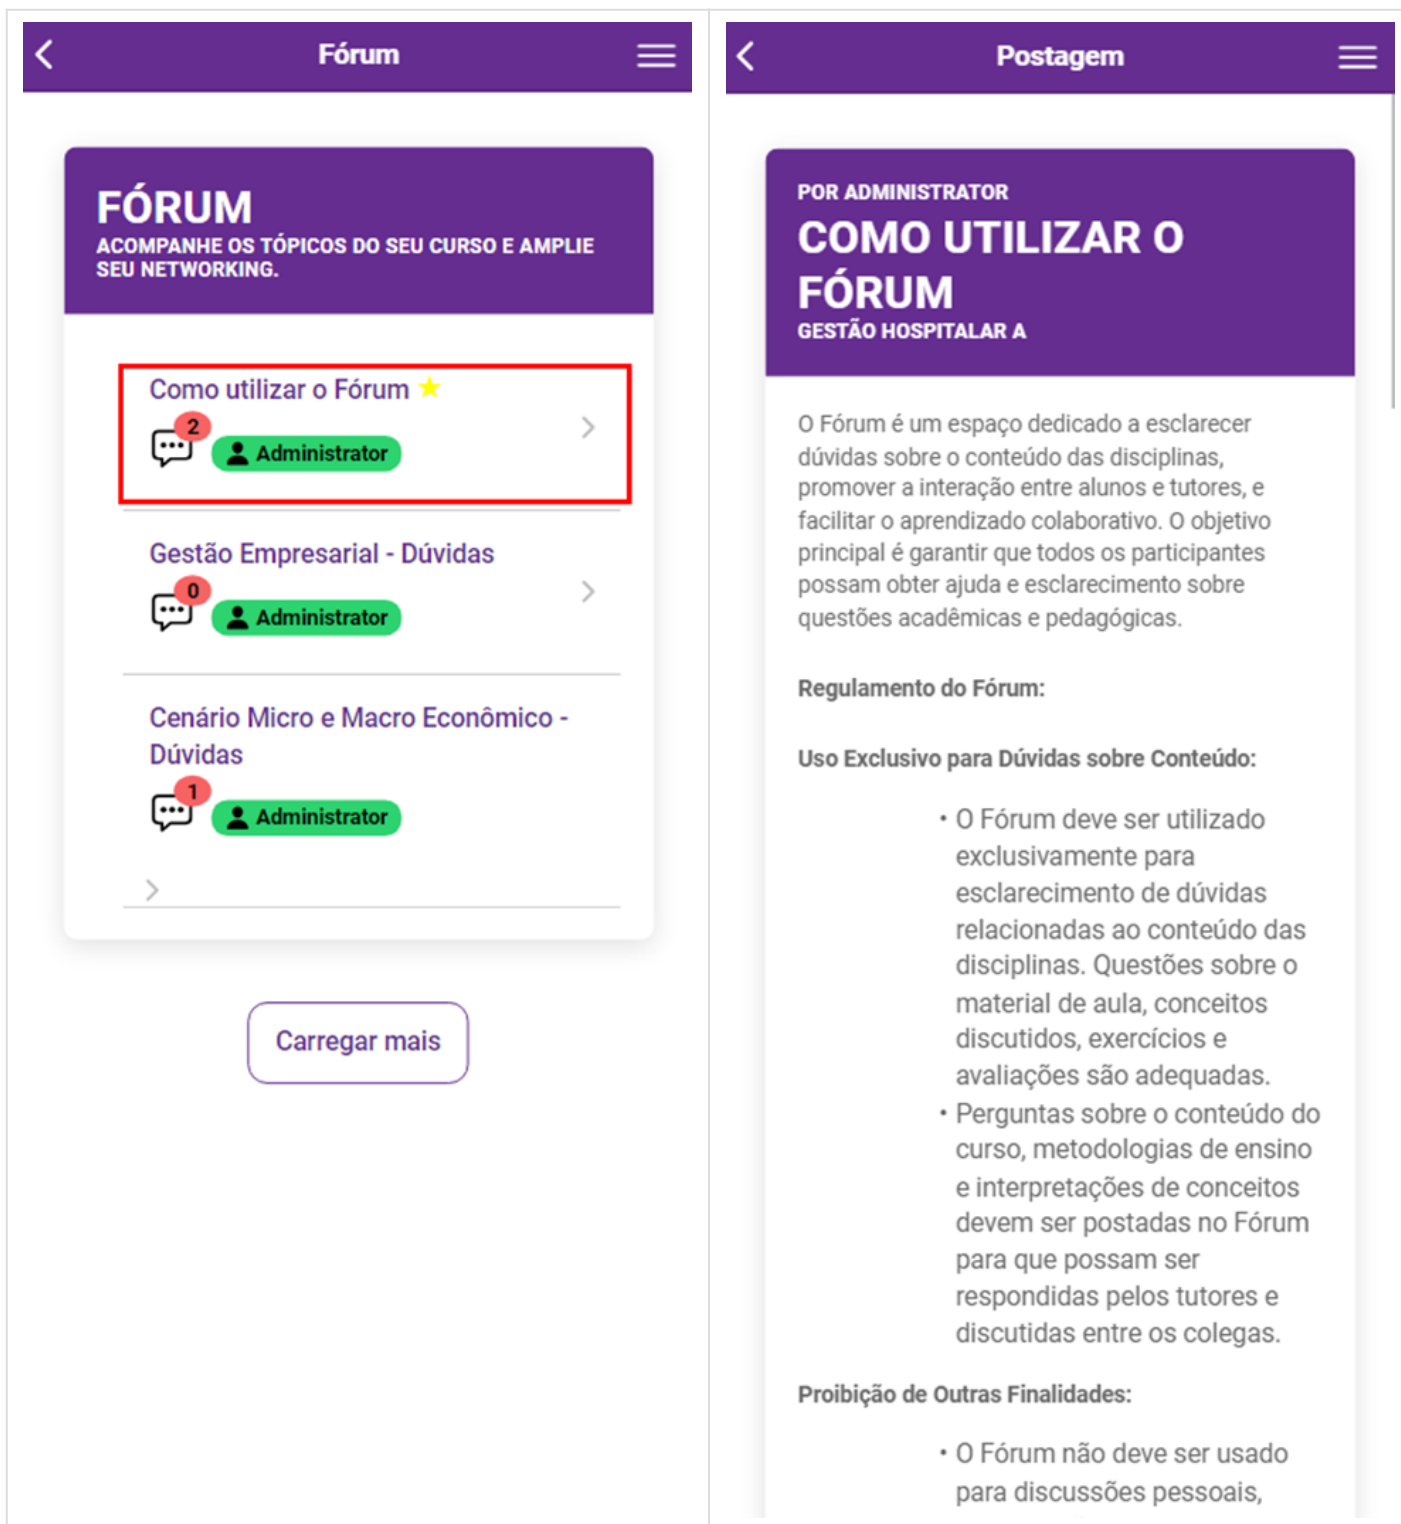 Fórum
FÓRUM
ACOMPANHE OS TÓPICOS DO SEU CURSO E AMPLIE
SEU NETWORKING.
Como utilizar o Fórum
2
Administrator
Gestão Empresarial - Dúvidas
0
Administrator
Cenário Micro e Macro Econômico -
Dúvidas
1
Administrator
Carregar mais
Postagem
POR ADMINISTRATOR
COMO UTILIZAR O
FÓRUM
GESTÃO HOSPITALAR A
O Fórum é um espaço dedicado a esclarecer
dúvidas sobre o conteúdo das disciplinas,
promover a interação entre alunos e tutores, e
facilitar o aprendizado colaborativo. O objetivo
principal é garantir que todos os participantes
possam obter ajuda e esclarecimento sobre
questões acadêmicas e pedagógicas.
Regulamento do Fórum:
Uso Exclusivo para Dúvidas sobre Conteúdo:
• O Fórum deve ser utilizado
exclusivamente para
esclarecimento de dúvidas
relacionadas ao conteúdo das
disciplinas. Questões sobre o
material de aula, conceitos
discutidos, exercícios e
avaliações são adequadas.
• Perguntas sobre o conteúdo do
curso, metodologias de ensino
e interpretações de conceitos
devem ser postadas no Fórum
para que possam ser
respondidas pelos tutores e
discutidas entre os colegas.
Proibição de Outras Finalidades:
• O Fórum não deve ser usado
para discussões pessoais,